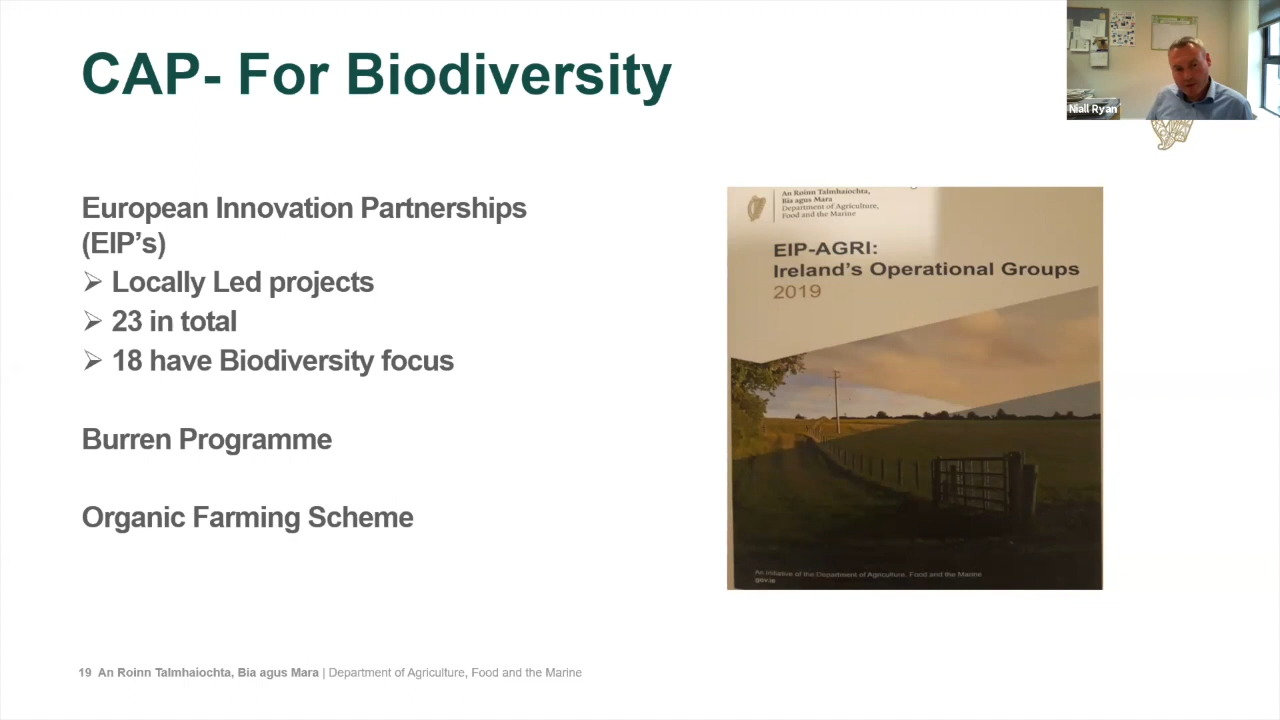 CAP- For Biodiversity
Niall Ryan
European Innovation Partnerships
(EIP’s)
➢ Locally Led projects
➢ 23 in total
➢ 18 have Biodiversity focus
Burren Programme
Organic Farming Scheme
An Roinn Talmhaíochta,
Bia agus Mara
Department of Agriculture,
Food and the Marine
EIP-AGRI:
Ireland’s Operational Groups
2019
An Initiative of the Department of Agriculture, Food and the Marine
gov.ie
19 An Roinn Talmhaíochta, Bia agus Mara | Department of Agriculture, Food and the Marine